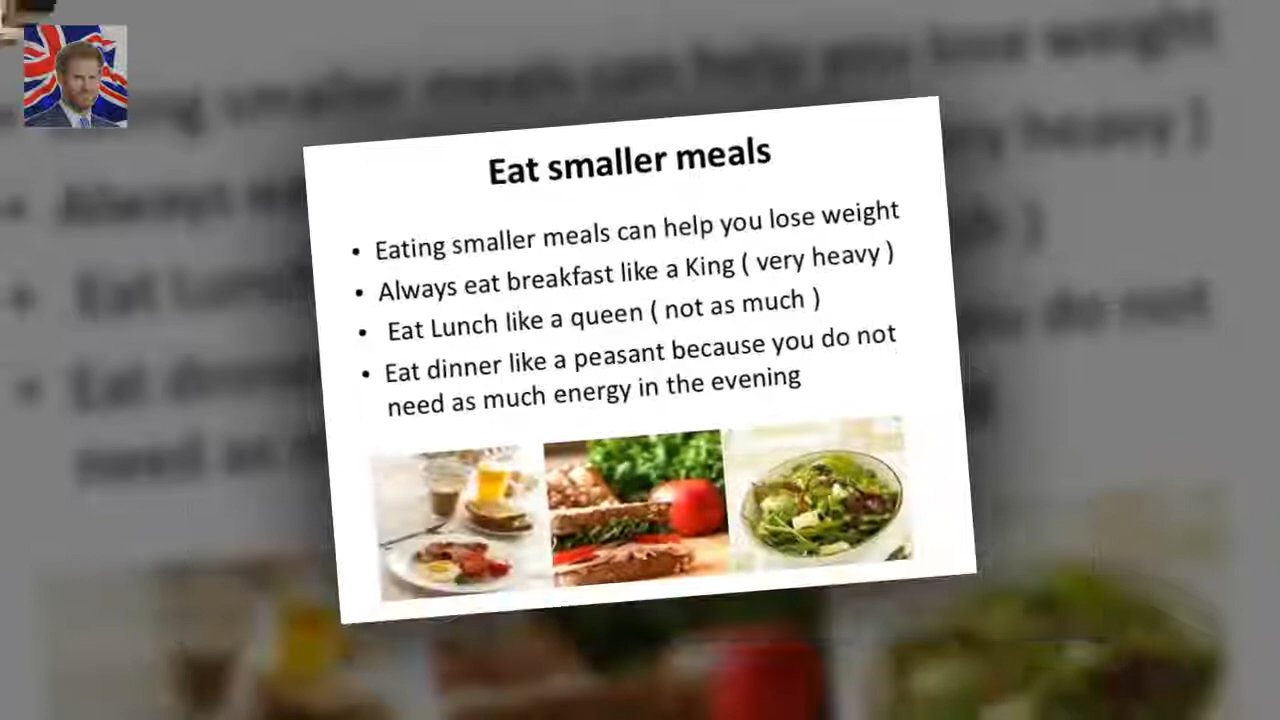 Eat smaller meals
• Eating smaller meals can help you lose weight
• Always eat breakfast like a King ( very heavy )
• Eat Lunch like a queen ( not as much )
• Eat dinner like a peasant because you do not
need as much energy in the evening